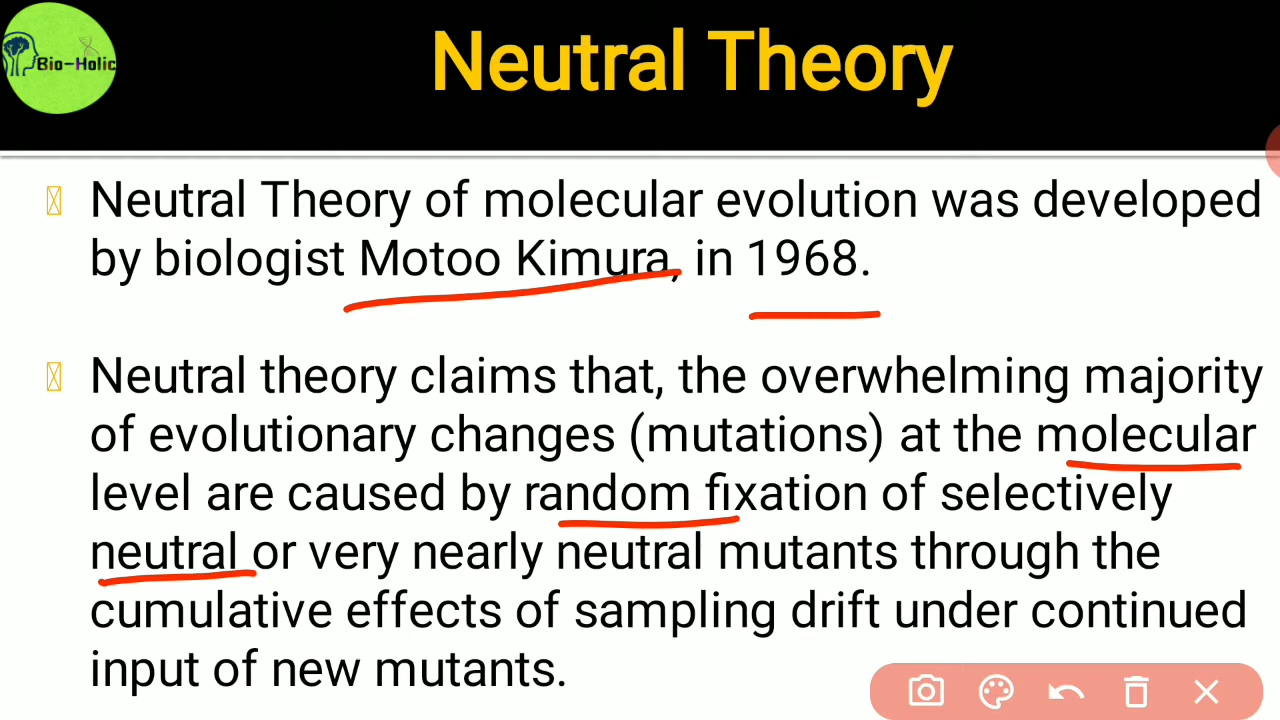 Bio-Holic
Neutral Theory
Neutral Theory of molecular evolution was developed
by biologist Motoo Kimura, in 1968.
Neutral theory claims that, the overwhelming majority
of evolutionary changes (mutations) at the molecular
level are caused by random fixation of selectively
neutral or very nearly neutral mutants through the
cumulative effects of sampling drift under continued
input of new mutants.